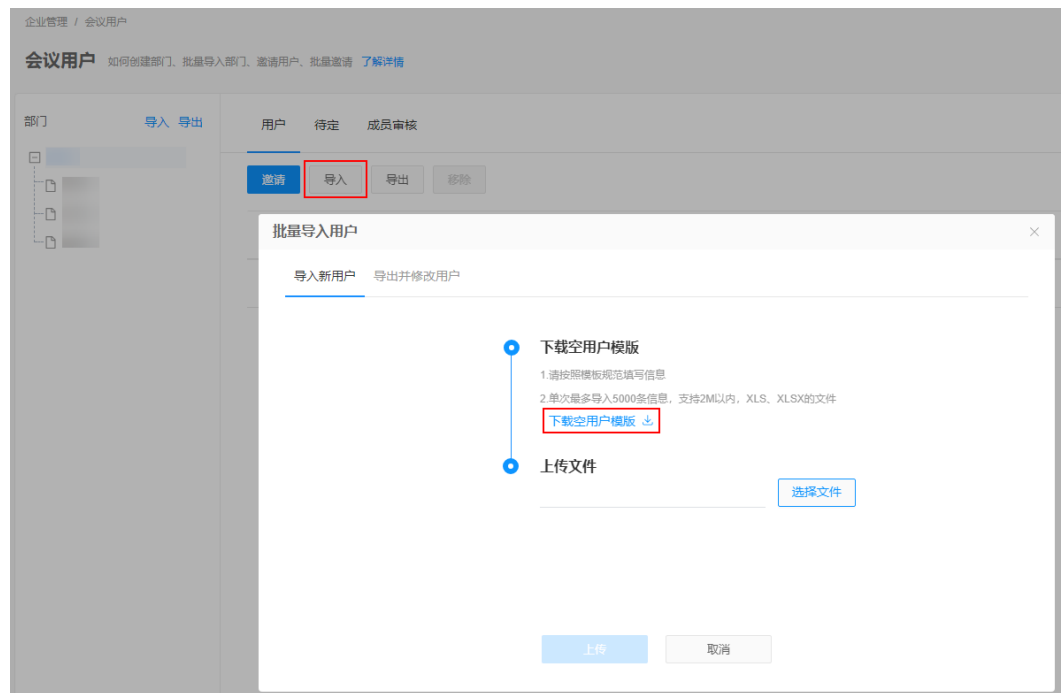 企业管理 / 会议用户
会议用户 如何创建部门、批量导入部门、邀请用户、批量邀请 了解详情
部门 导入 导出
用户 待定 成员审核
邀请 导入 导出 移除
批量导入用户
导入新用户 导出并修改用户
下载空用户模版
1.请按照模板规范填写信息
2.单次最多导入5000条信息，支持2M以内，XLS、XLSX的文件
下载空用户模版
上传文件
选择文件
上传 取消